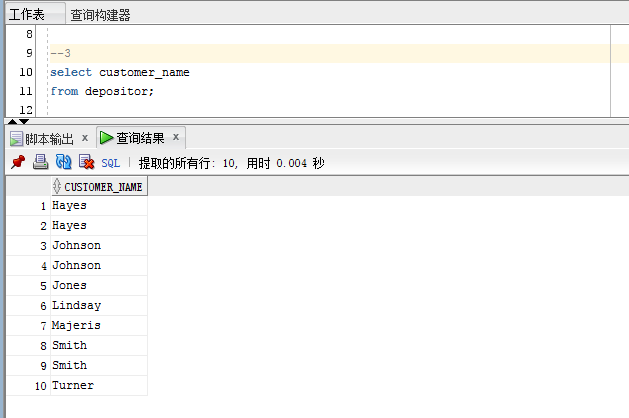 工作表 查询构建器
8
9 --3
10 select customer_name
11 from depositor;
12
脚本输出 x 查询结果 x
SQL | 提取的所有行: 10, 用时 0.004 秒
CUSTOMER_NAME
1 Hayes
2 Hayes
3 Johnson
4 Johnson
5 Jones
6 Lindsay
7 Majeris
8 Smith
9 Smith
10 Turner